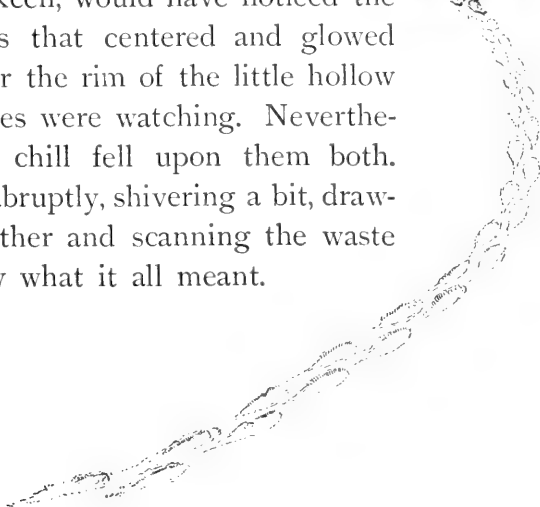 would have noticed the
s that centered and glowed
r the rim of the little hollow
es were watching. Neverthe-
chill fell upon them both.
bruptly, shivering a bit, draw-
ther and scanning the waste
what it all meant.